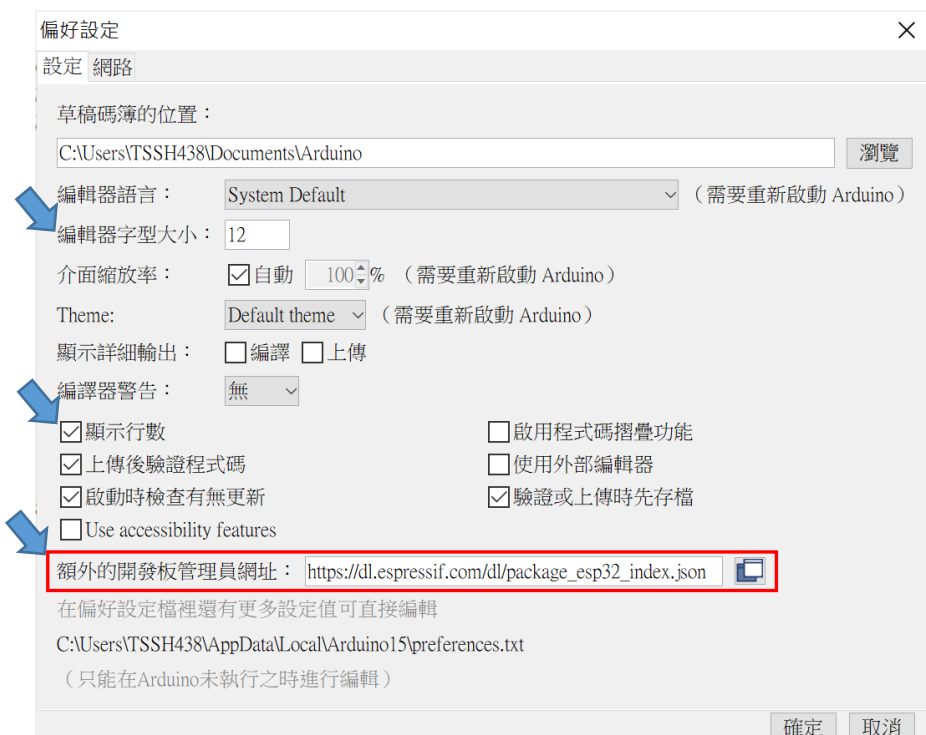 偏好設定
設定 網路
草稿碼簿的位置：
C:\Users\TSSH438\Documents\Arduino 瀏覽
編輯器語言： System Default （需要重新啟動 Arduino）
編輯器字型大小： 12
介面縮放率： 自動 100 % （需要重新啟動 Arduino）
Theme: Default theme （需要重新啟動 Arduino）
顯示詳細輸出： 編譯 上傳
編譯器警告： 無
顯示行數 啟用程式碼摺疊功能
上傳後驗證程式碼 使用外部編輯器
啟動時檢查有無更新 驗證或上傳時先存檔
Use accessibility features
額外的開發板管理員網址： https://dl.espressif.com/dl/package_esp32_index.json
在偏好設定檔裡還有更多設定值可直接編輯
C:\Users\TSSH438\AppData\Local\Arduino15\preferences.txt
（只能在Arduino未執行之時進行編輯）
確定 取消